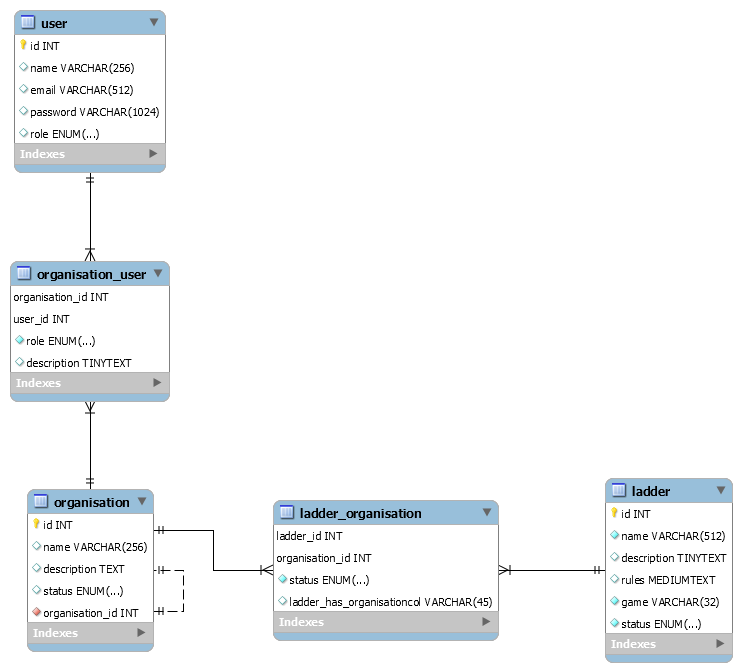 user
id INT
name VARCHAR(256)
email VARCHAR(512)
password VARCHAR(1024)
role ENUM(...)
Indexes
organisation_user
organisation_id INT
user_id INT
role ENUM(...)
description TINYTEXT
Indexes
organisation
id INT
name VARCHAR(256)
description TEXT
status ENUM(...)
organisation_id INT
Indexes
ladder_organisation
ladder_id INT
organisation_id INT
status ENUM(...)
ladder_has_organisationcol VARCHAR(45)
Indexes
ladder
id INT
name VARCHAR(512)
description TINYTEXT
rules MEDIUMTEXT
game VARCHAR(32)
status ENUM(...)
Indexes